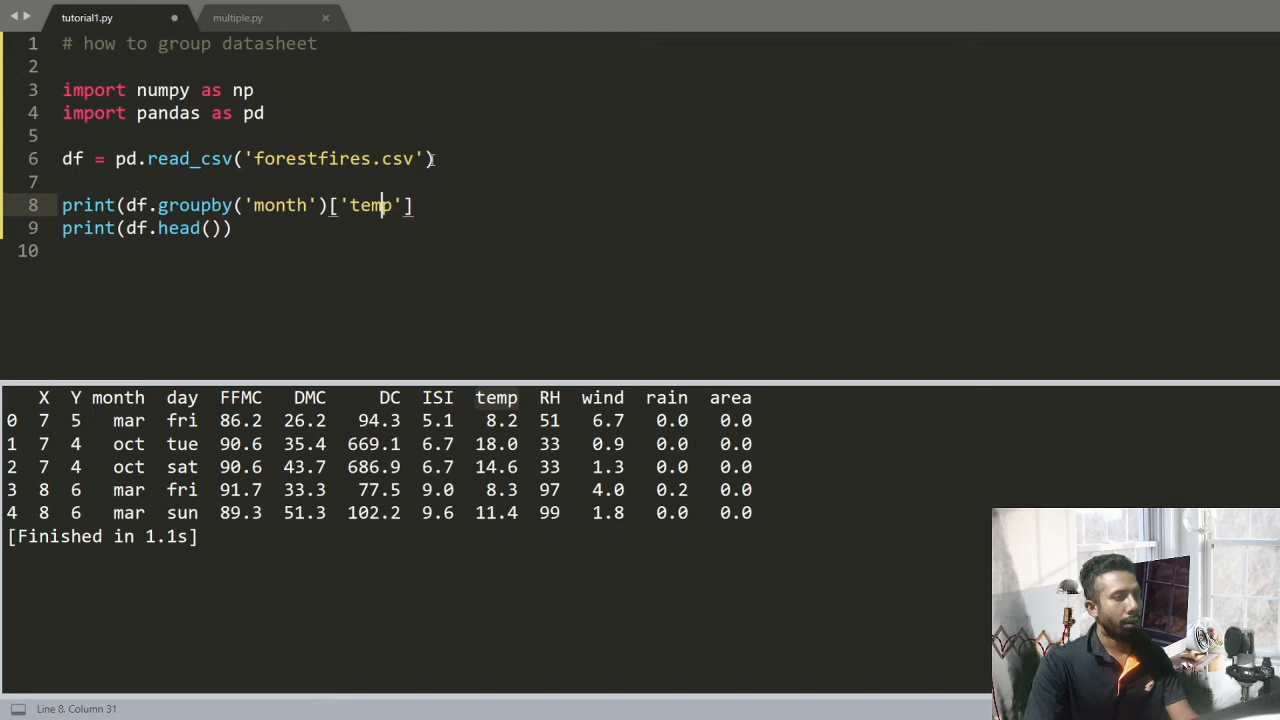 tutorial1.py
multiple.py
1 # how to group datasheet
2
3 import numpy as np
4 import pandas as pd
5
6 df = pd.read_csv('forestfires.csv')
7
8 print(df.groupby('month')['temp']
9 print(df.head())
10
X Y month day FFMC DMC DC ISI temp RH wind rain area
0 7 5 mar fri 86.2 26.2 94.3 5.1 8.2 51 6.7 0.0 0.0
1 7 4 oct tue 90.6 35.4 669.1 6.7 18.0 33 0.9 0.0 0.0
2 7 4 oct sat 90.6 43.7 686.9 6.7 14.6 33 1.3 0.0 0.0
3 8 6 mar fri 91.7 33.3 77.5 9.0 8.3 97 4.0 0.2 0.0
4 8 6 mar sun 89.3 51.3 102.2 9.6 11.4 99 1.8 0.0 0.0
[Finished in 1.1s]
Line 8, Column 31